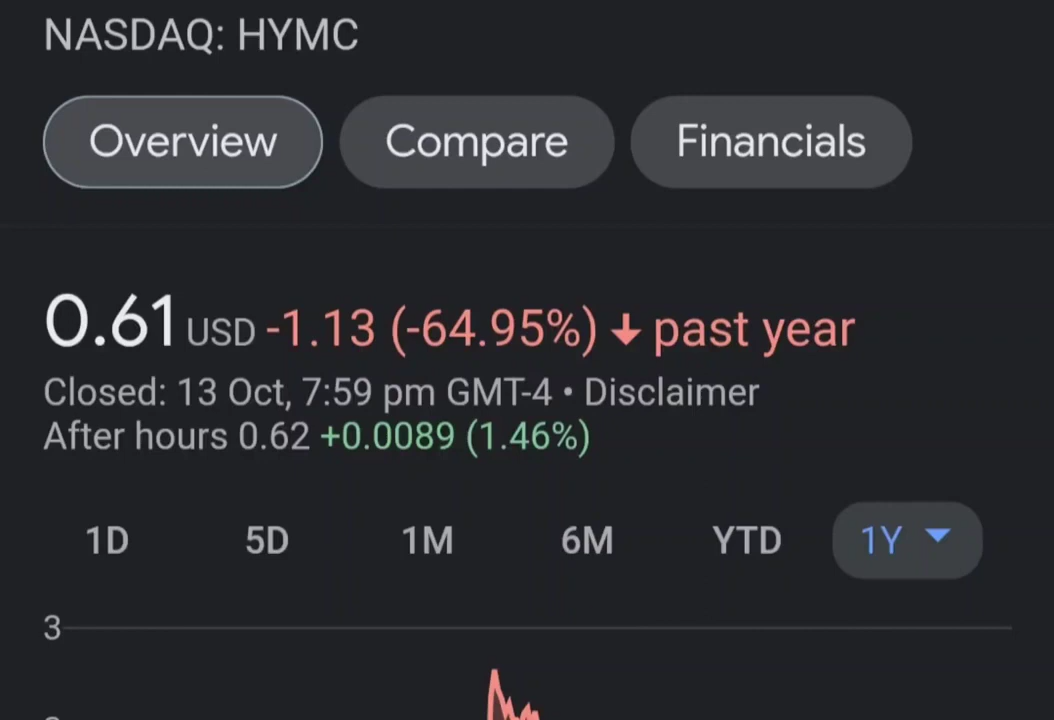 NASDAQ: HYMC
Overview Compare Financials
0.61 USD -1.13 (-64.95%) ↓ past year
Closed: 13 Oct, 7:59 pm GMT-4 • Disclaimer
After hours 0.62 +0.0089 (1.46%)
1D 5D 1M 6M YTD 1Y
3